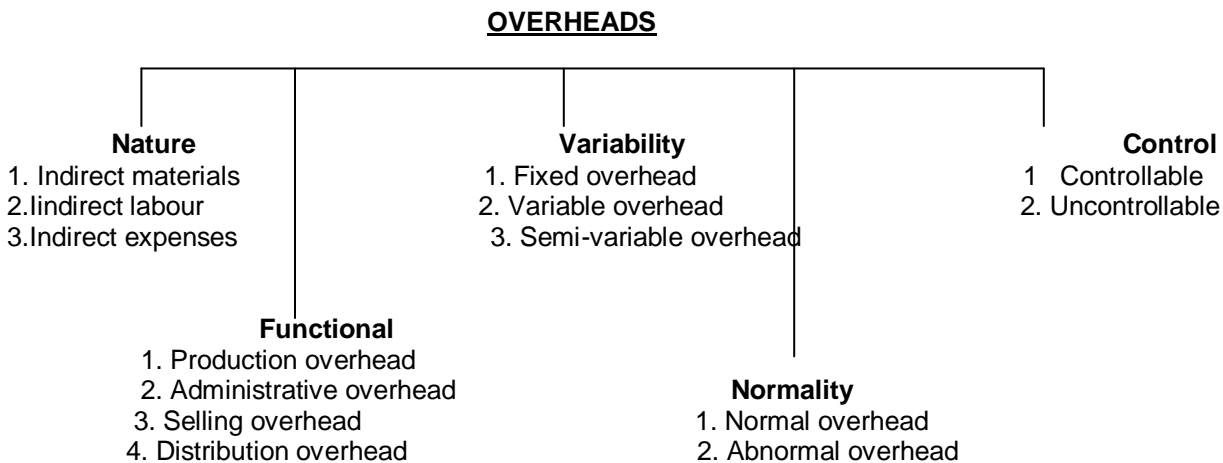 OVERHEADS
Nature
1. Indirect materials
2.Iindirect labour
3.Indirect expenses
Variability
1. Fixed overhead
2. Variable overhead
3. Semi-variable overhead
Control
1 Controllable
2. Uncontrollable
Functional
1. Production overhead
2. Administrative overhead
3. Selling overhead
4. Distribution overhead
Normality
1. Normal overhead
2. Abnormal overhead